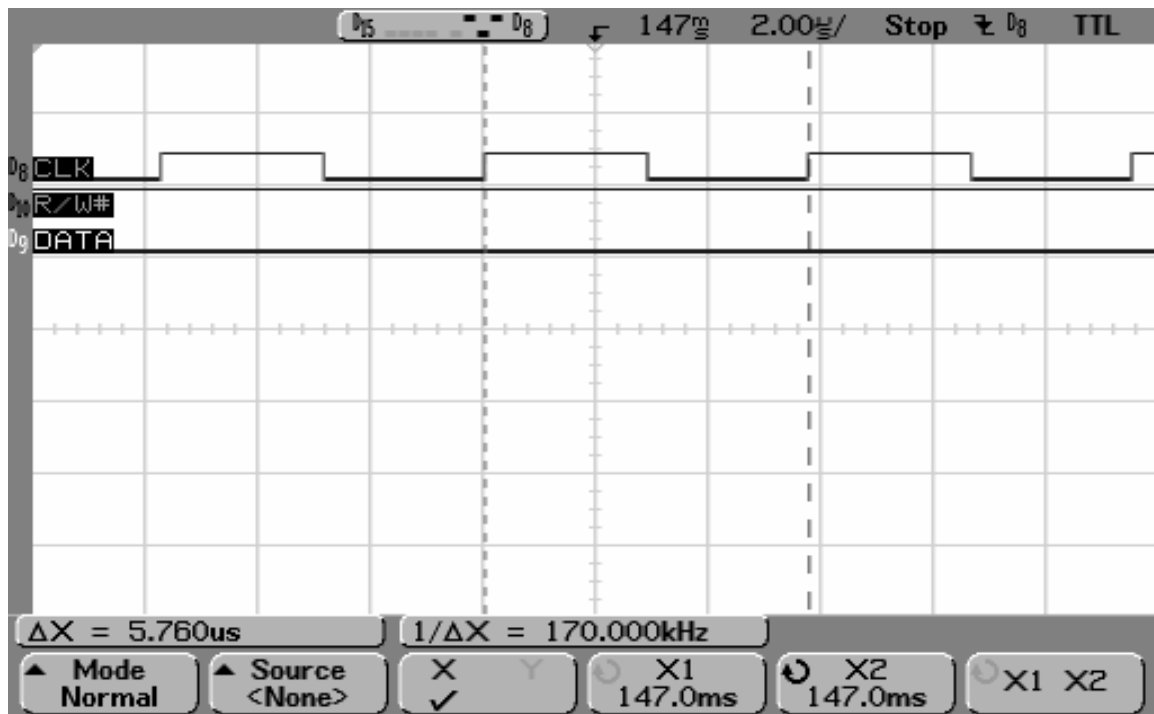 D15 D8 147ms 2.00us/ Stop D8 TTL
D8 CLK
D10 R/W#
D9 DATA
ΔX = 5.760us 1/ΔX = 170.000kHz
Mode Source X Y X1 X2 X1 X2
Normal <None> ✓ 147.0ms 147.0ms